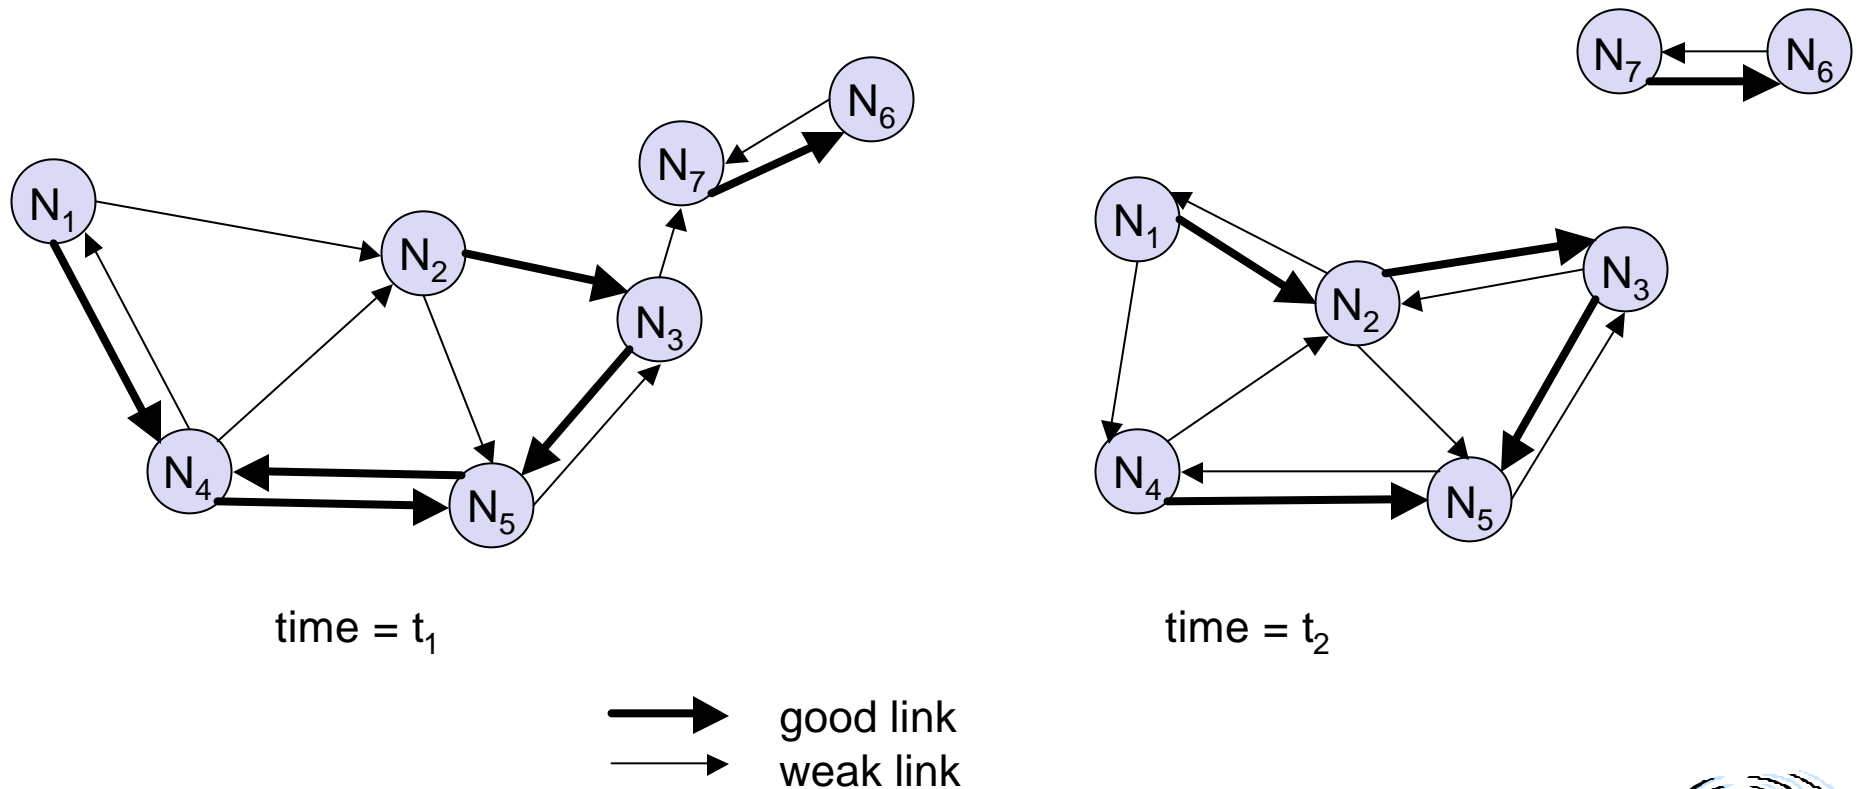 N₁
N₂
N₃
N₄
N₅
N₆
N₇
time = t₁
N₇
N₆
N₁
N₂
N₃
N₄
N₅
time = t₂
good link
weak link